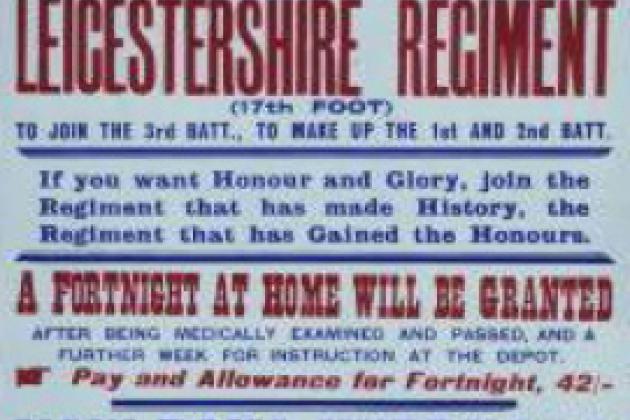 LEICESTERSHIRE REGIMENT
(17th FOOT)
TO JOIN THE 3rd BATT., TO MAKE UP THE 1st AND 2nd BATT.
If you want Honour and Glory, join the
Regiment that has made History, the
Regiment that has Gained the Honours.
A FORTNIGHT AT HOME WILL BE GRANTED
AFTER BEING MEDICALLY EXAMINED AND PASSED, AND A
FURTHER WEEK FOR INSTRUCTION AT THE DEPOT.
☛ Pay and Allowance for Fortnight, 42/-